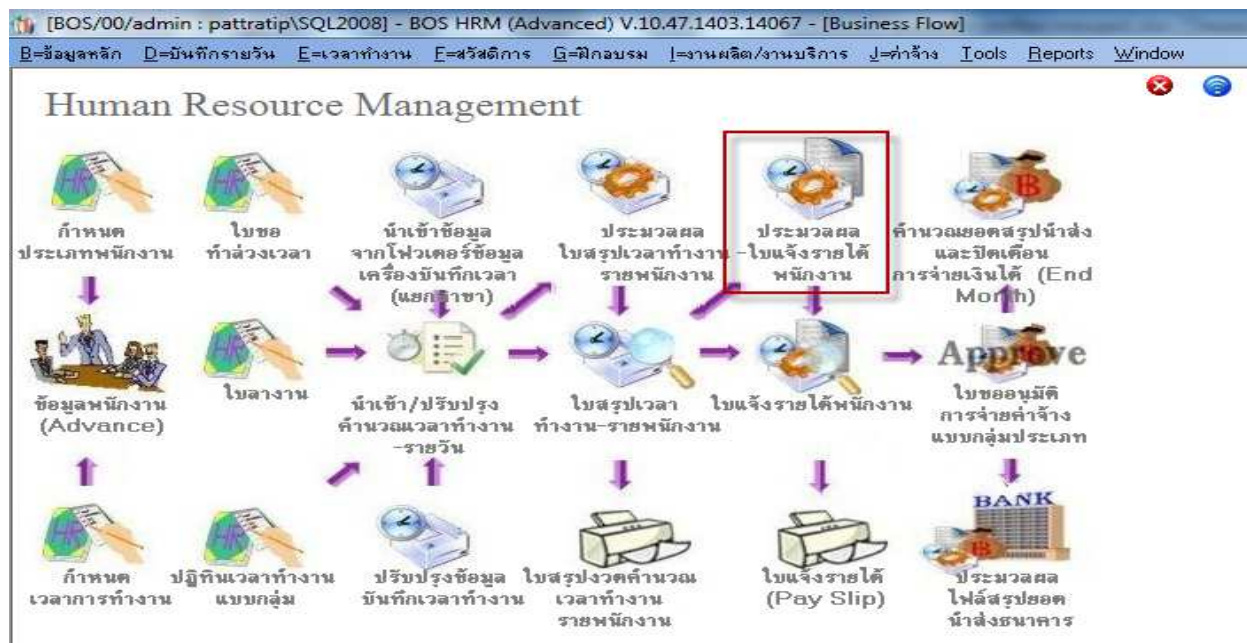 [BOS/00/admin : pattratip\SQL2008] - BOS HRM (Advanced) V.10.47.1403.14067 - [Business Flow]
B=ข้อมูลหลัก D=บันทึกรายวัน E=เวลาทำงาน F=สวัสดิการ G=ฝึกอบรม I=งานผลิต/งานบริการ J=ค่าจ้าง Tools Reports Window
Human Resource Management
กำหนด
ประเภทพนักงาน
ใบขอ
ทำล่วงเวลา
นำเข้าข้อมูล
จากโฟวเดอร์ข้อมูล
เครื่องบันทึกเวลา
(แยกสาขา)
ประมวลผล
ใบสรุปเวลาทำงาน
รายพนักงาน
ประมวลผล
-ใบแจ้งรายได้
พนักงาน
คำนวณยอดสรุปนำส่ง
และปิดเดือน
การจ่ายเงินได้ (End
Month)
ข้อมูลพนักงาน
(Advance)
ใบลางาน
นำเข้า/ปรับปรุง
คำนวณเวลาทำงาน
-รายวัน
ใบสรุปเวลา
ทำงาน-รายพนักงาน
ใบแจ้งรายได้พนักงาน
Approve
ใบขออนุมัติ
การจ่ายค่าจ้าง
แบบกลุ่มประเภท
กำหนด
เวลาการทำงาน
ปฏิทินเวลาทำงาน
แบบกลุ่ม
ปรับปรุงข้อมูล
บันทึกเวลาทำงาน
ใบสรุปงวดคำนวณ
เวลาทำงาน
รายพนักงาน
ใบแจ้งรายได้
(Pay Slip)
BANK
ประมวลผล
ไฟล์สรุปยอด
นำส่งธนาคาร